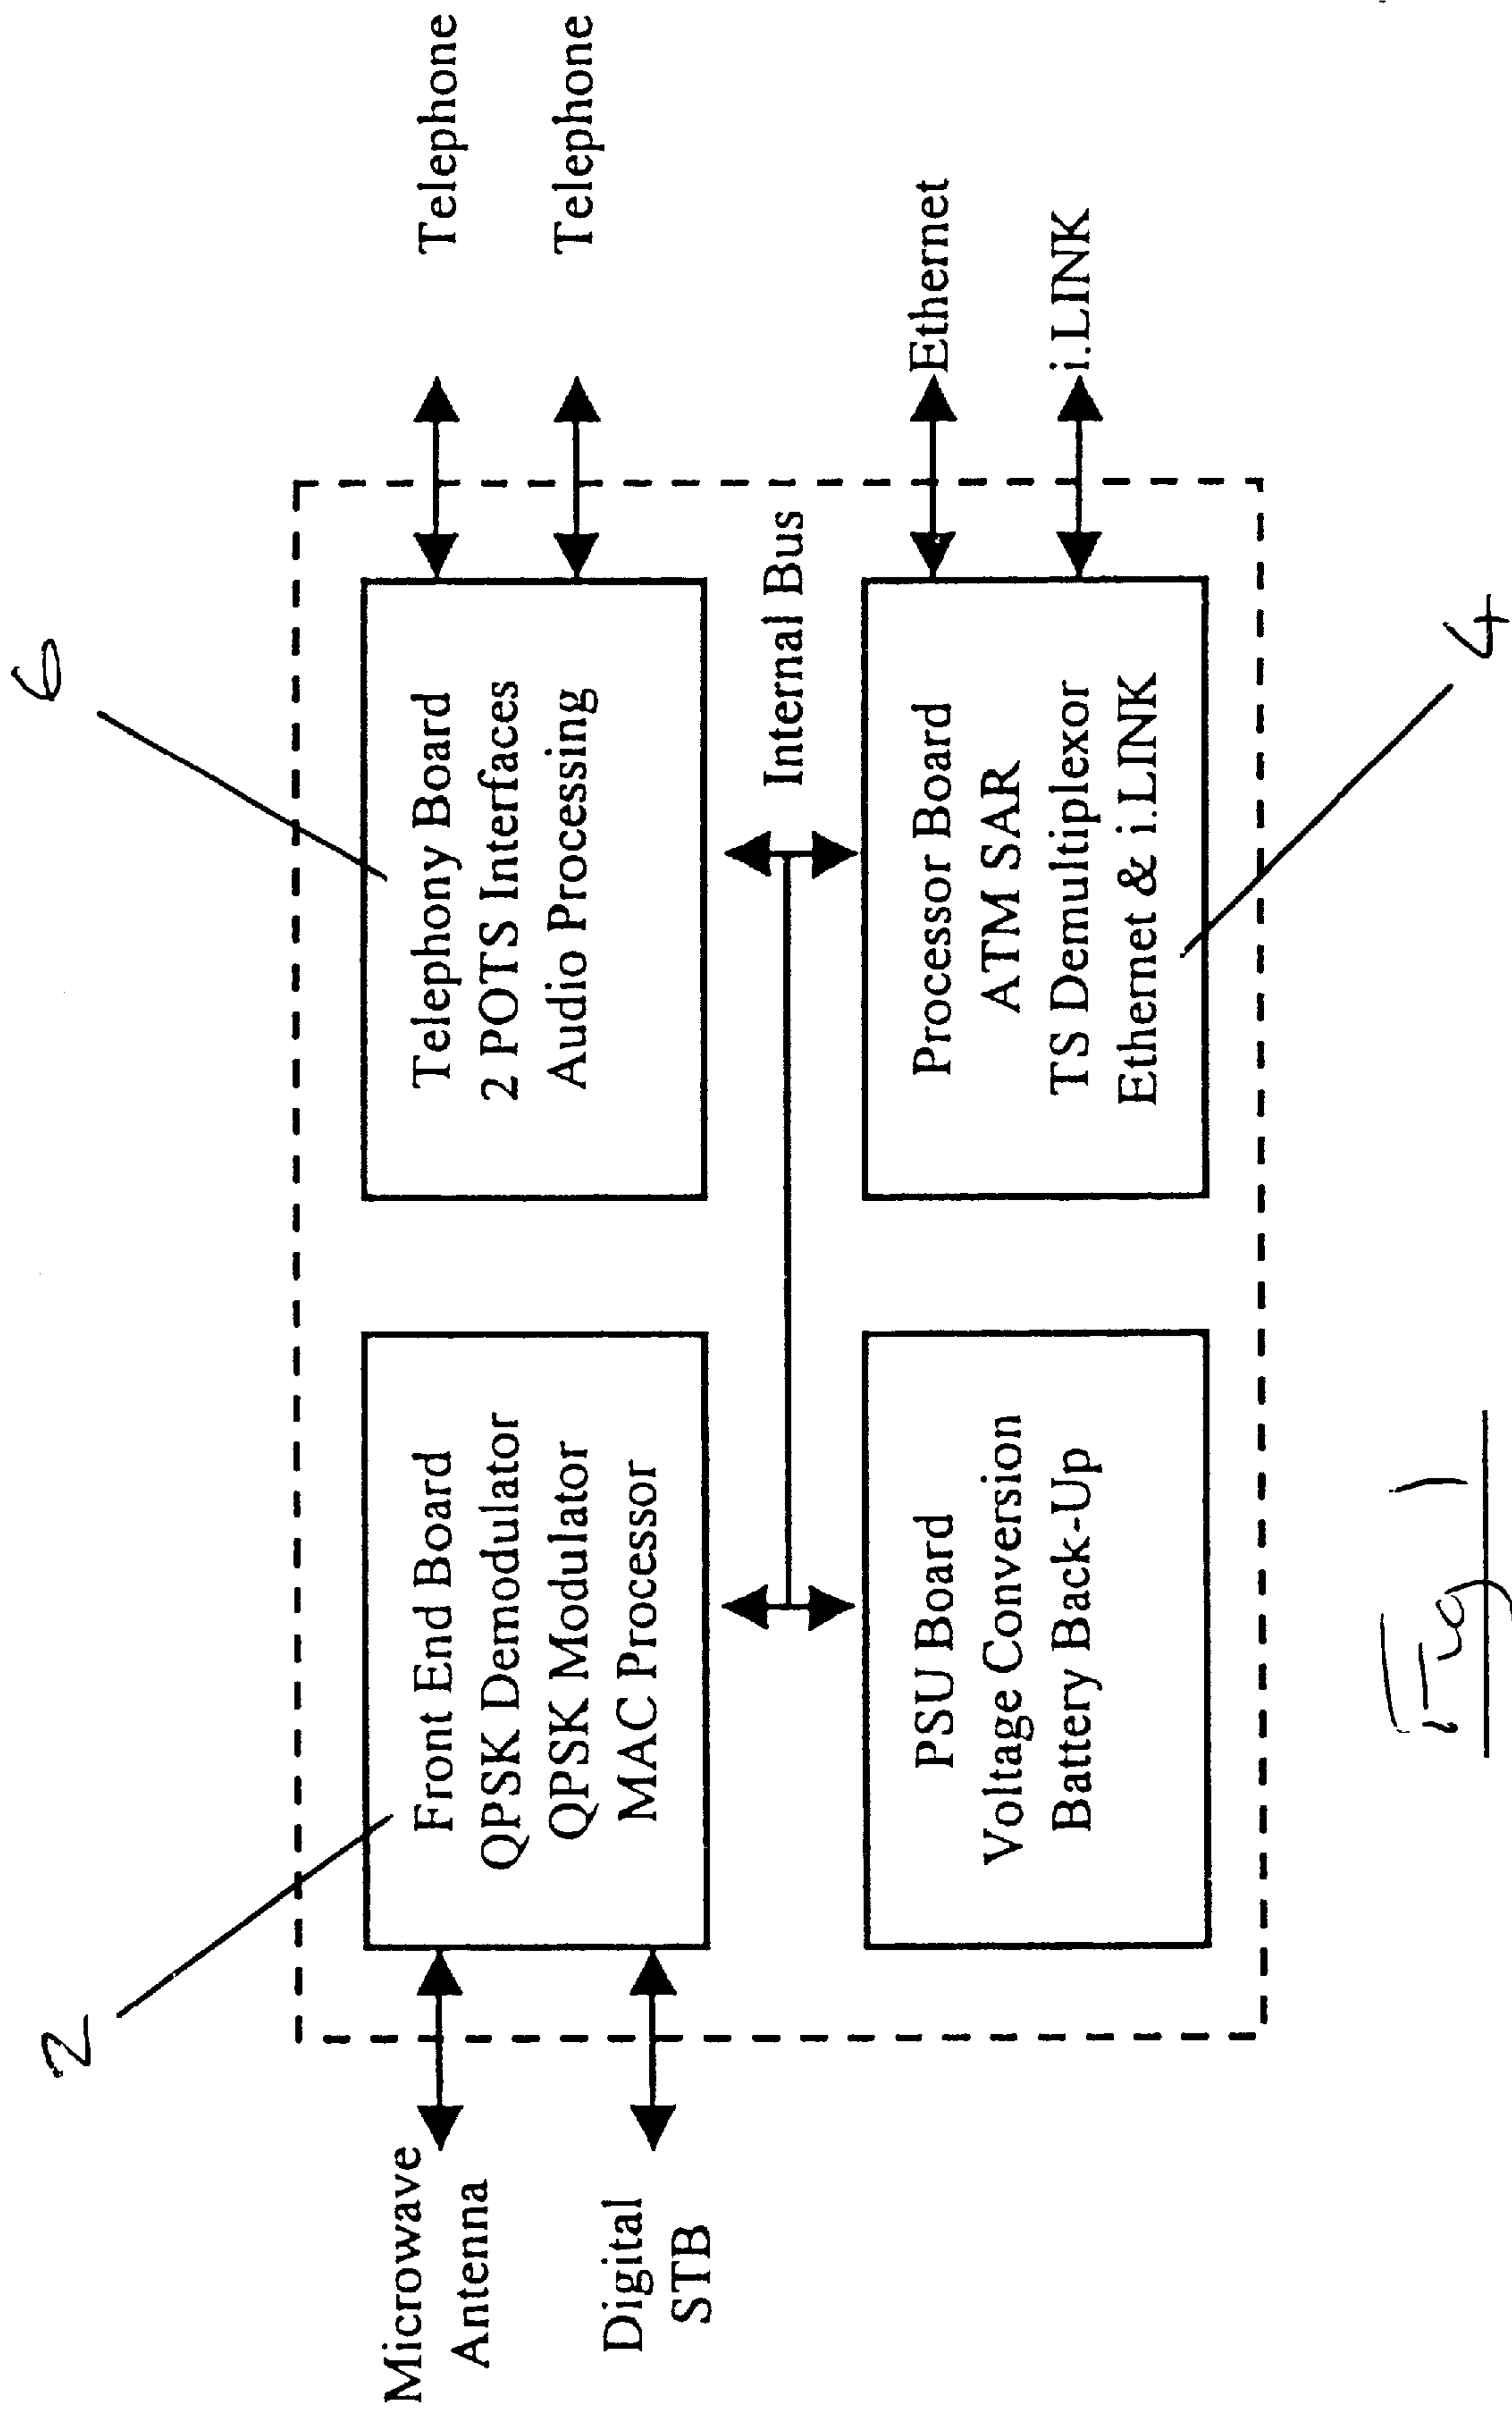 2
6
Microwave
Antenna
Digital
STB
Front End Board
QPSK Demodulator
QPSK Modulator
MAC Processor
Telephony Board
2 POTS Interfaces
Audio Processing
Telephone
Telephone
Internal Bus
PSU Board
Voltage Conversion
Battery Back-Up
Processor Board
ATM SAR
TS Demultiplexor
Ethernet & i.LINK
Ethernet
i.LINK
4
Fig 1